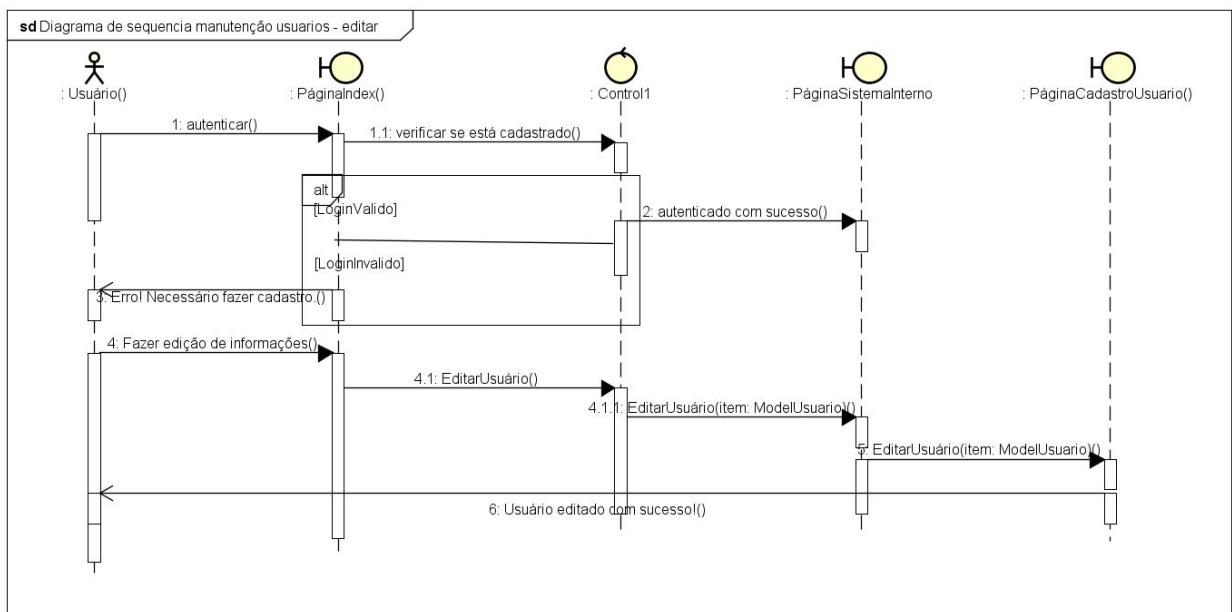 sd Diagrama de sequencia manutenção usuarios - editar
: Usuário()
: PáginaIndex()
: Control1
: PáginaSistemaInterno
: PáginaCadastroUsuario()
1: autenticar()
1.1: verificar se está cadastrado()
alt
[LoginValido]
2: autenticado com sucesso()
[LoginInvalido]
3: Erro! Necessário fazer cadastro.()
4: Fazer edição de informações()
4.1: EditarUsuário()
4.1.1: EditarUsuário(item: ModelUsuario)()
5: EditarUsuário(item: ModelUsuario)()
6: Usuário editado com sucesso!()